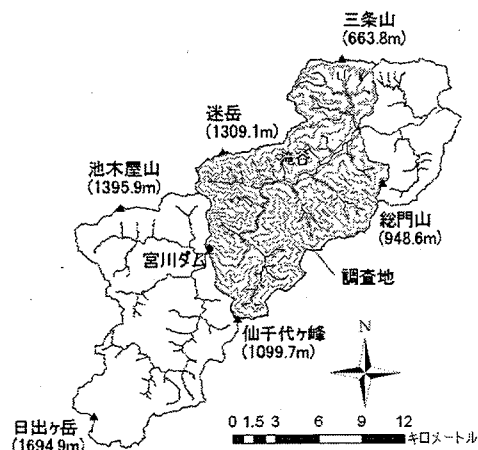 三条山
(663.8m)
迷岳
(1309.1m)
滝谷
池木屋山
(1395.9m)
総門山
(948.6m)
宮川ダム
調査地
仙千代ヶ峰
(1099.7m)
N
日出ヶ岳
(1694.9m)
0 1.5 3 6 9 12
キロメートル